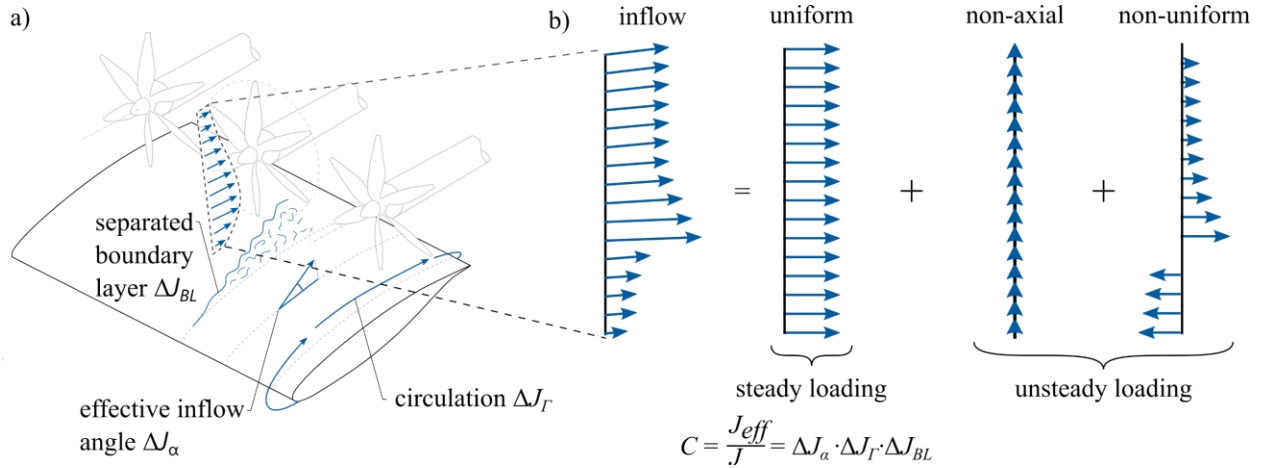 a)
separated
boundary
layer ΔJ_BL
effective inflow
angle ΔJ_α
circulation ΔJ_Γ
b)
inflow
uniform
non-axial
non-uniform
=
+
+
steady loading
unsteady loading
C = J_eff/J = ΔJ_α · ΔJ_Γ · ΔJ_BL